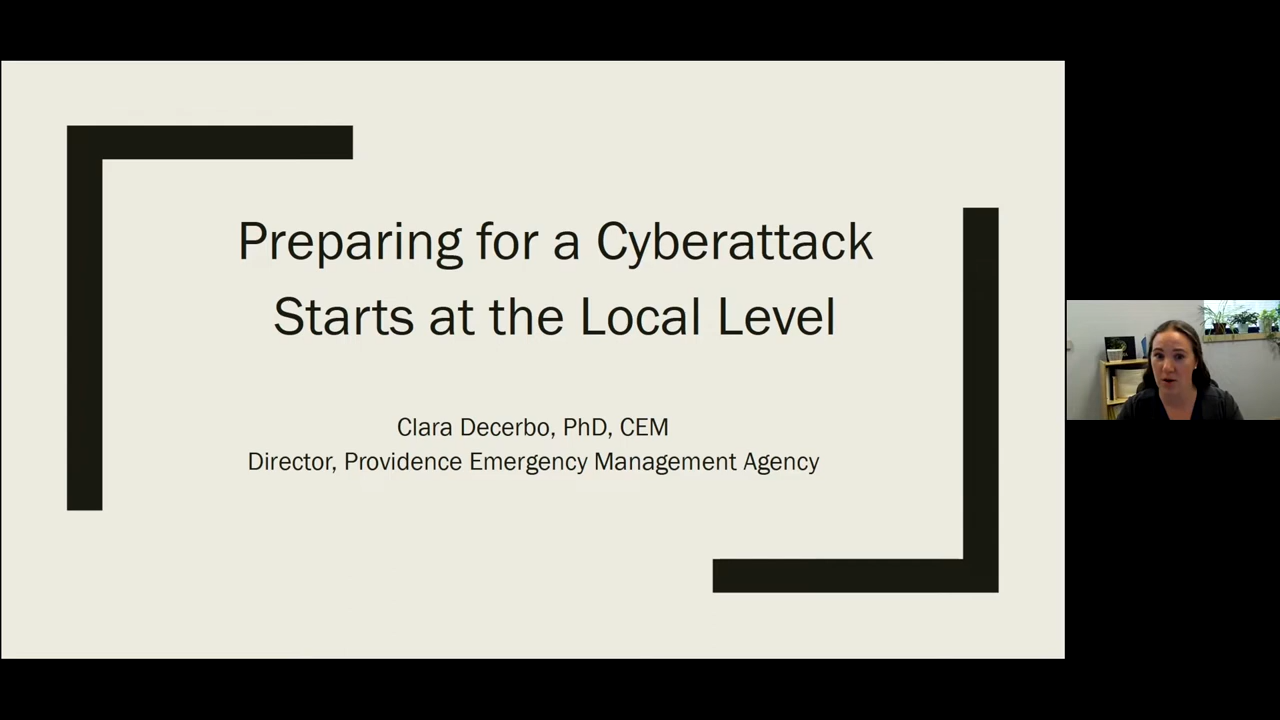 Preparing for a Cyberattack
Starts at the Local Level
Clara Decerbo, PhD, CEM
Director, Providence Emergency Management Agency